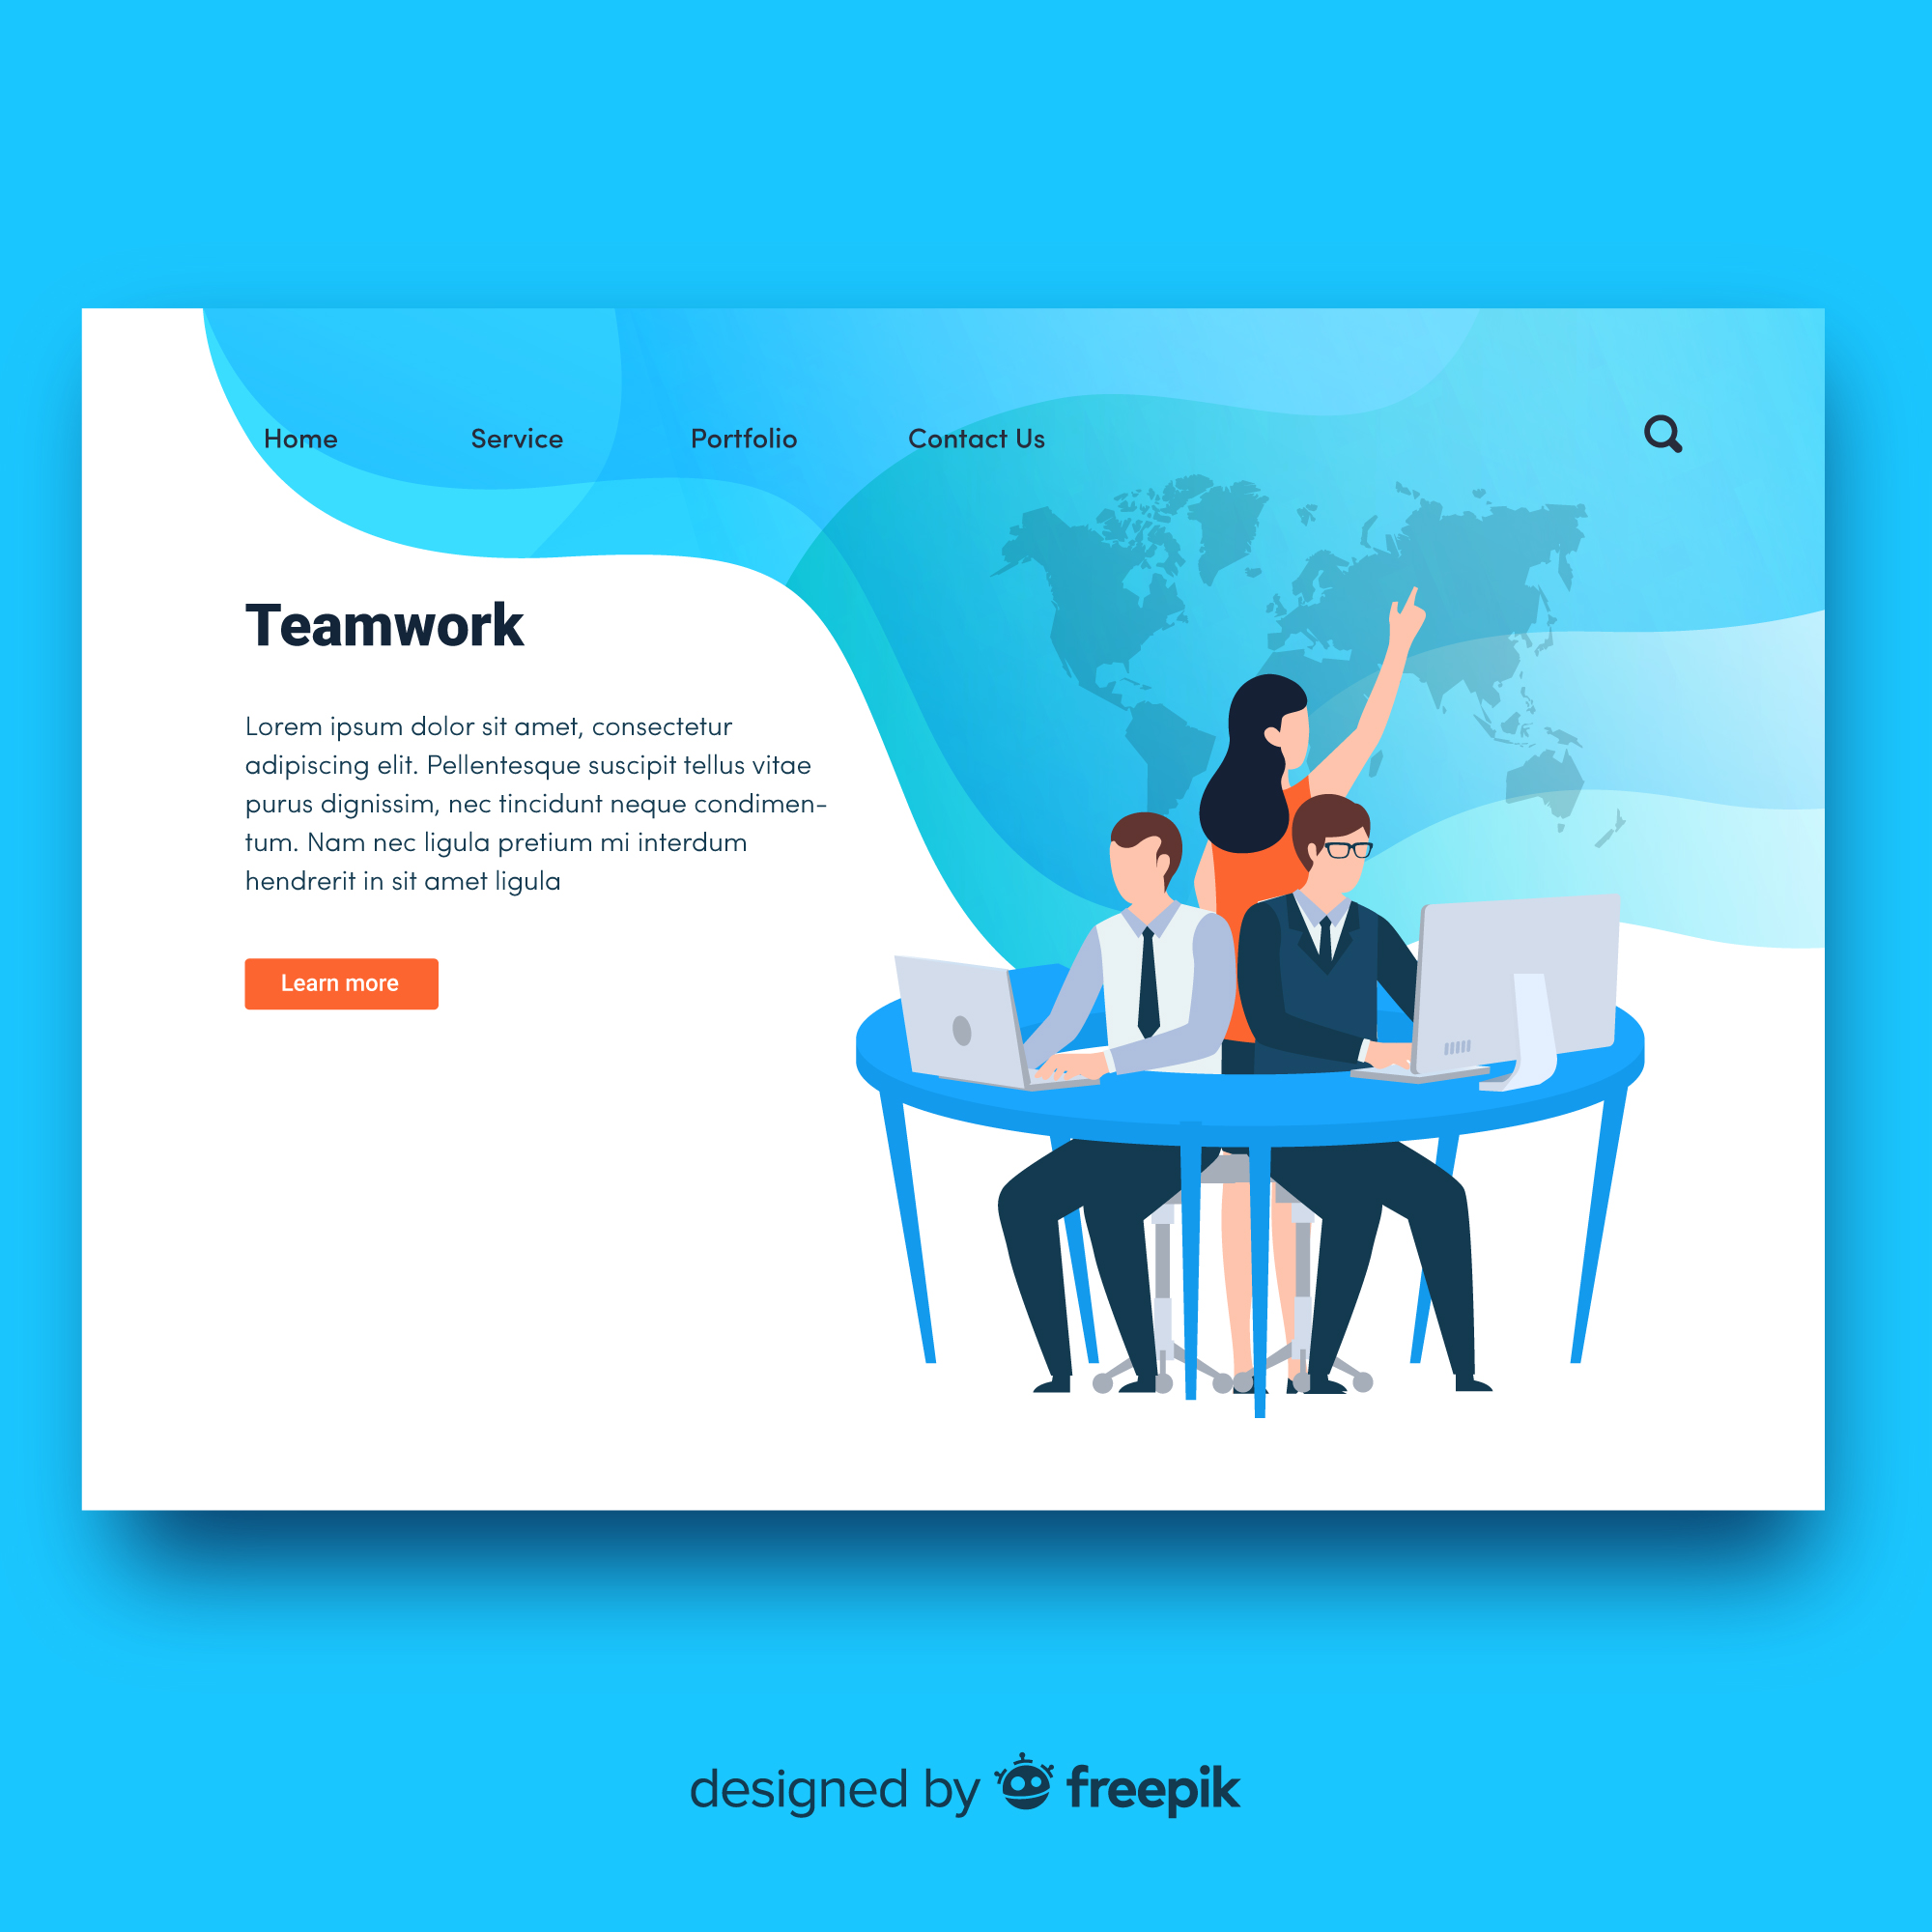 Home Service Portfolio Contact Us
Teamwork
Lorem ipsum dolor sit amet, consectetur
adipiscing elit. Pellentesque suscipit tellus vitae
purus dignissim, nec tincidunt neque condimen-
tum. Nam nec ligula pretium mi interdum
hendrerit in sit amet ligula
Learn more
designed by freepik